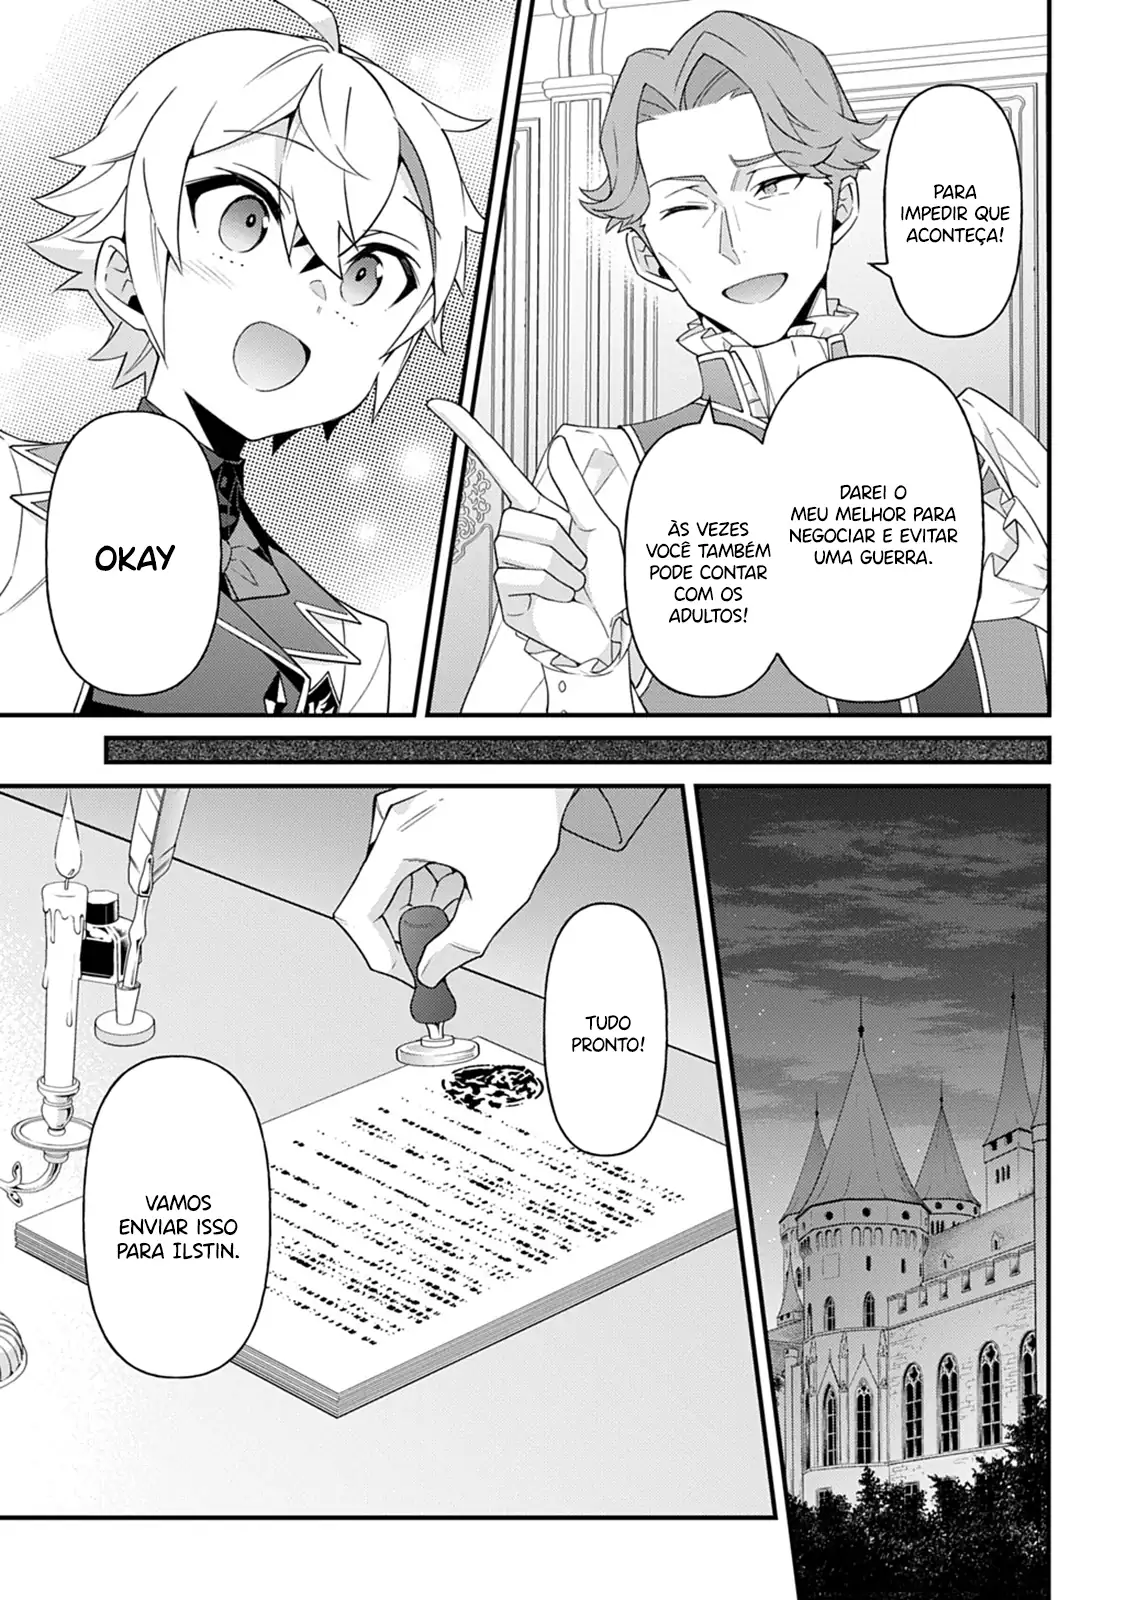 PARA
IMPEDIR QUE
ACONTEÇA!
DAREI O
MEU MELHOR PARA
NEGOCIAR E EVITAR
UMA GUERRA.
ÀS VEZES
VOCÊ TAMBÉM
PODE CONTAR
COM OS
ADULTOS!
OKAY
TUDO
PRONTO!
VAMOS
ENVIAR ISSO
PARA ILSTIN.